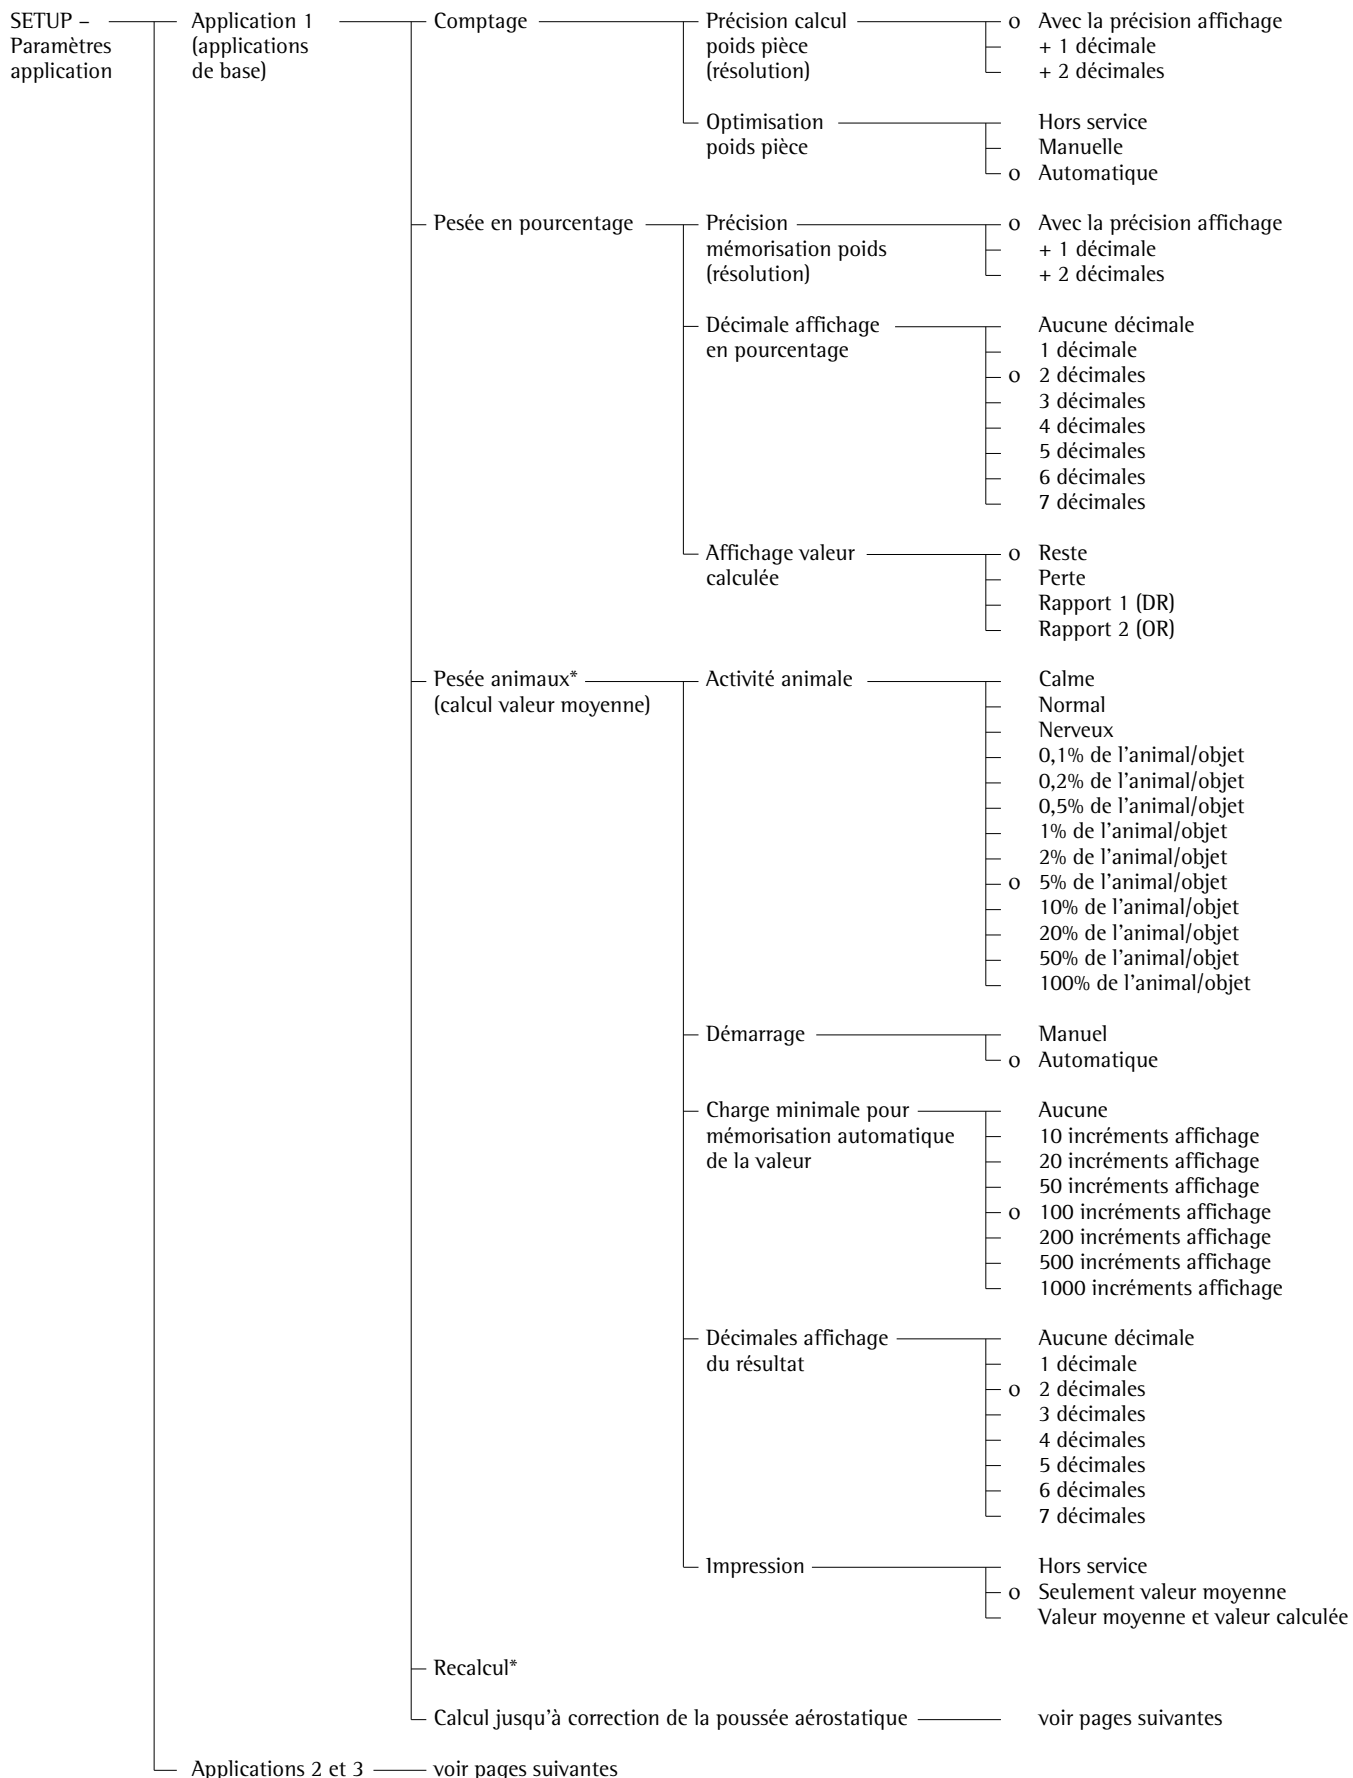 SETUP – Application 1 Comptage Précision calcul o Avec la précision affichage
Paramètres (applications poids pièce + 1 décimale
application de base) (résolution) + 2 décimales
Optimisation Hors service
poids pièce Manuelle
o Automatique
Pesée en pourcentage Précision o Avec la précision affichage
mémorisation poids + 1 décimale
(résolution) + 2 décimales
Décimale affichage Aucune décimale
en pourcentage 1 décimale
o 2 décimales
3 décimales
4 décimales
5 décimales
6 décimales
7 décimales
Affichage valeur o Reste
calculée Perte
Rapport 1 (DR)
Rapport 2 (OR)
Pesée animaux* Activité animale Calme
(calcul valeur moyenne) Normal
Nerveux
0,1% de l’animal/objet
0,2% de l’animal/objet
0,5% de l’animal/objet
1% de l’animal/objet
2% de l’animal/objet
o 5% de l’animal/objet
10% de l’animal/objet
20% de l’animal/objet
50% de l’animal/objet
100% de l’animal/objet
Démarrage Manuel
o Automatique
Charge minimale pour Aucune
mémorisation automatique 10 incréments affichage
de la valeur 20 incréments affichage
50 incréments affichage
o 100 incréments affichage
200 incréments affichage
500 incréments affichage
1000 incréments affichage
Décimales affichage Aucune décimale
du résultat 1 décimale
o 2 décimales
3 décimales
4 décimales
5 décimales
6 décimales
7 décimales
Impression Hors service
o Seulement valeur moyenne
Valeur moyenne et valeur calculée
Recalcul*
Calcul jusqu’à correction de la poussée aérostatique voir pages suivantes
Applications 2 et 3 voir pages suivantes